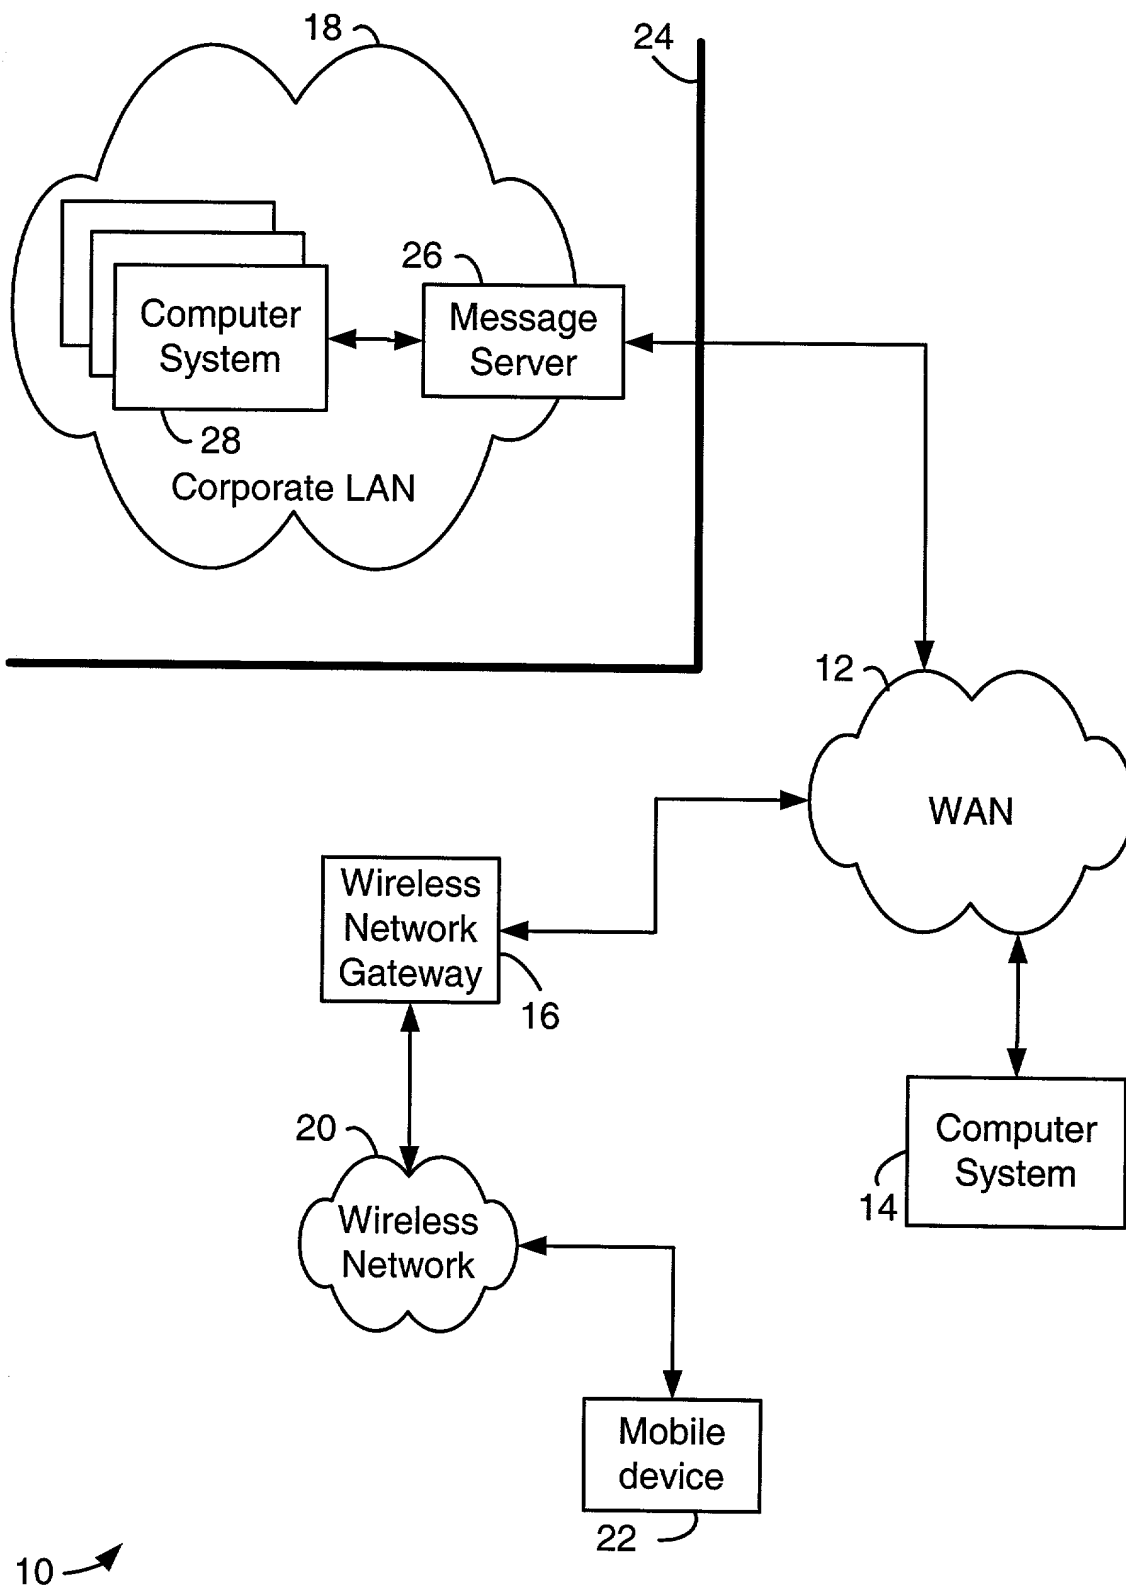 18
24
26
Computer
System
Message
Server
28
Corporate LAN
12
WAN
Wireless
Network
Gateway
16
20
Computer
System
14
Wireless
Network
Mobile
device
22
10